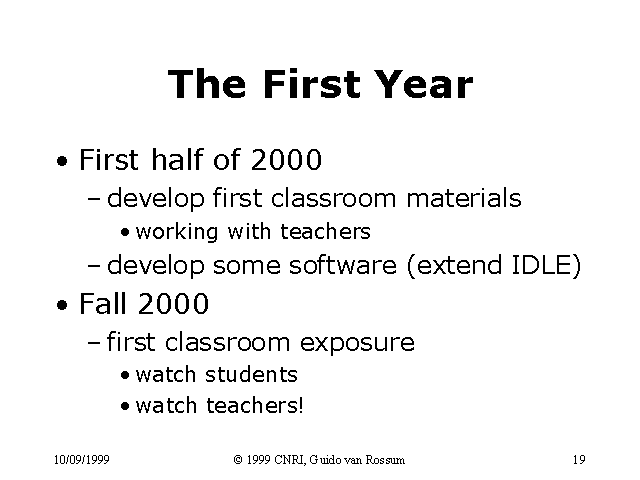 The First Year
• First half of 2000
– develop first classroom materials
• working with teachers
– develop some software (extend IDLE)
• Fall 2000
– first classroom exposure
• watch students
• watch teachers!
10/09/1999
© 1999 CNRI, Guido van Rossum
19